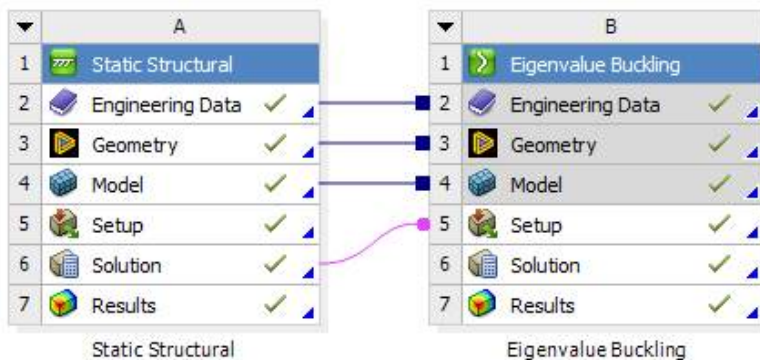 A
1 Static Structural
2 Engineering Data
3 Geometry
4 Model
5 Setup
6 Solution
7 Results
Static Structural
B
1 Eigenvalue Buckling
2 Engineering Data
3 Geometry
4 Model
5 Setup
6 Solution
7 Results
Eigenvalue Buckling